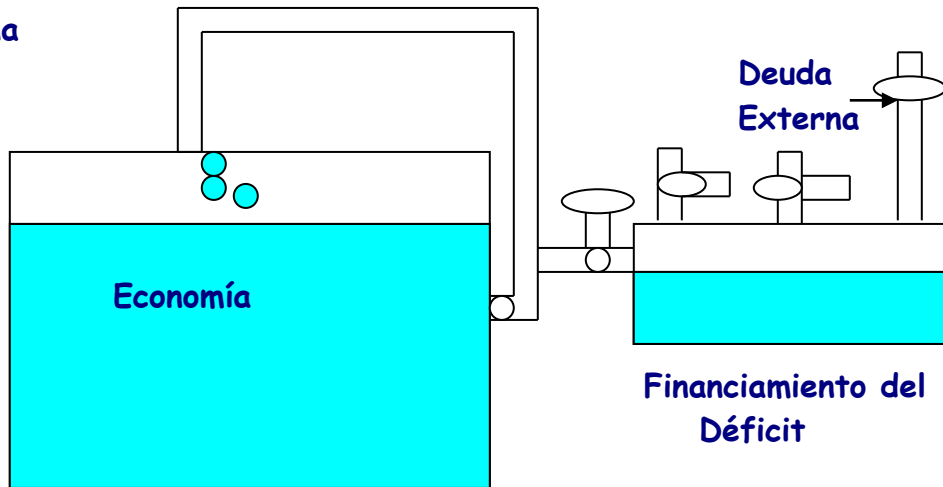 Deuda
Externa
Economía
Financiamiento del
Déficit